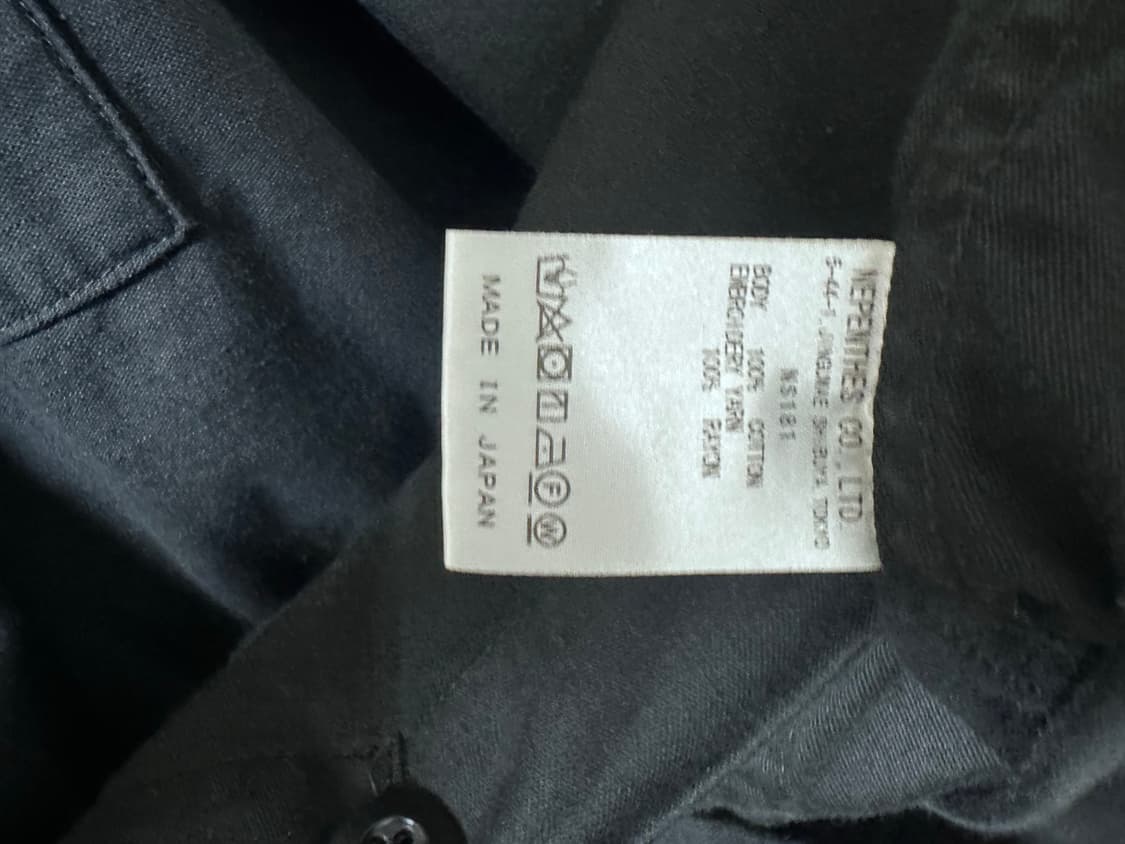 NEPENTHES CO.,LTD.
5-44-1, JINGUMAE SHIBUYA TOKYO
NS181
BODY 100% COTTON
EMBROIDERY YARN
100% RAYON
F W
MADE IN JAPAN